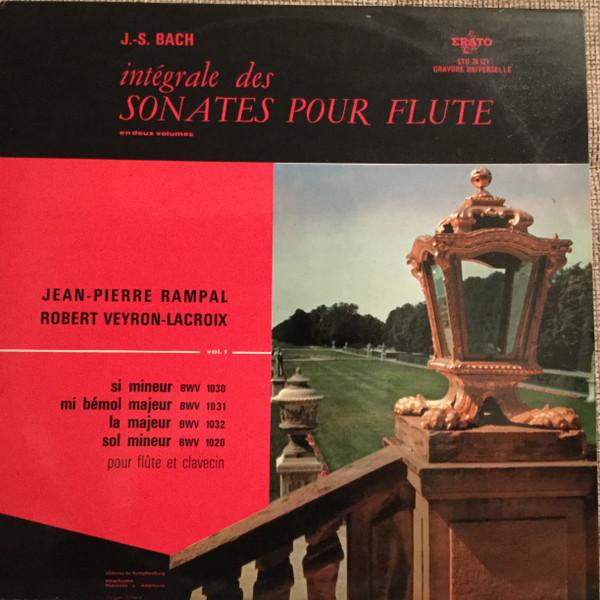 J.-S. BACH
intégrale des
SONATES POUR FLUTE
en deux volumes
ERATO
GRAVURE UNIVERSELLE
JEAN-PIERRE RAMPAL
ROBERT VEYRON-LACROIX
vol. 1
si mineur BWV 1030
mi bémol majeur BWV 1031
la majeur BWV 1032
sol mineur BWV 1020
pour flûte et clavecin